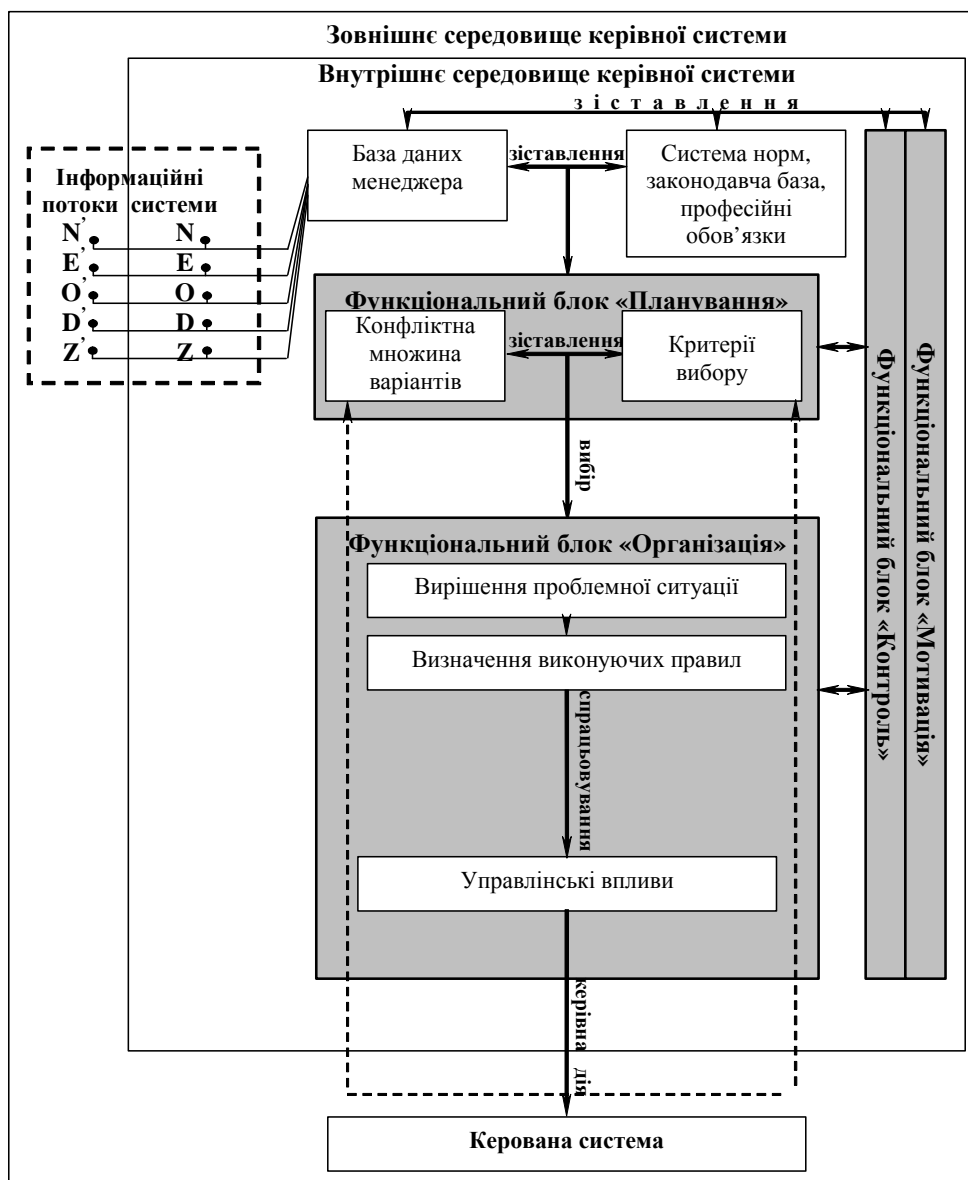 Зовнішнє середовище керівної системи
Внутрішнє середовище керівної системи
зіставлення
База даних
менеджера
зіставлення
Система норм,
законодавча база,
професійні
обов’язки
Інформаційні
потоки системи
N’ N
E’ E
O’ O
D’ D
Z’ Z
Функціональний блок «Планування»
Конфліктна
множина
варіантів
зіставлення
Критерії
вибору
вибір
Функціональний блок «Організація»
Вирішення проблемної ситуації
Визначення виконуючих правил
спрацьовування
Управлінські впливи
керівна дія
Керована система
Функціональний блок «Контроль»
Функціональний блок «Мотивація»